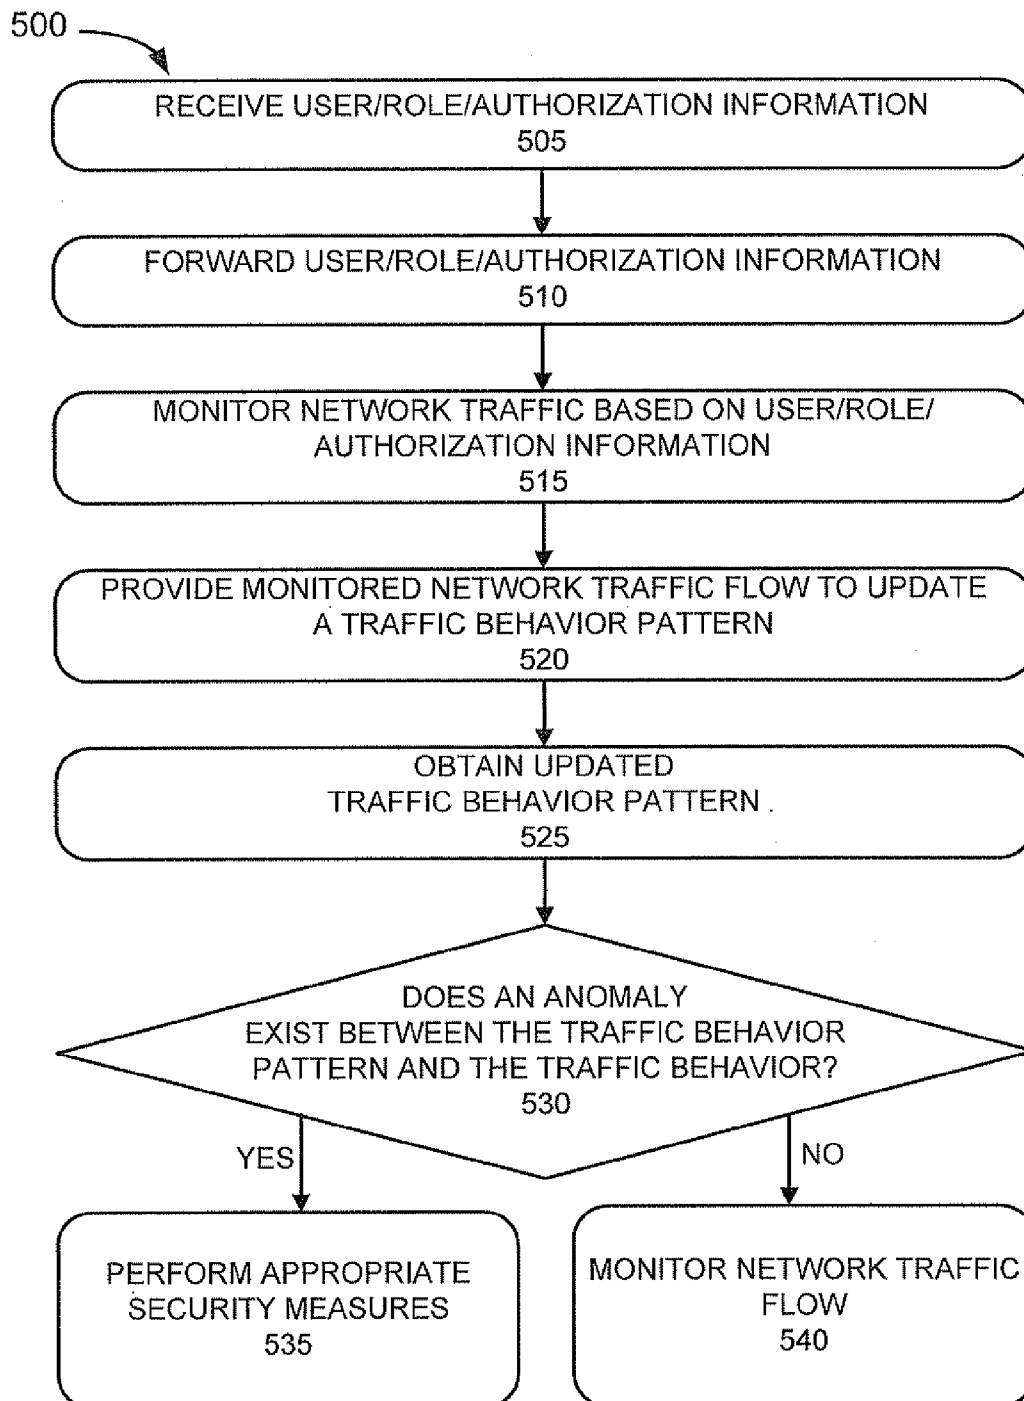 500
RECEIVE USER/ROLE/AUTHORIZATION INFORMATION
505
FORWARD USER/ROLE/AUTHORIZATION INFORMATION
510
MONITOR NETWORK TRAFFIC BASED ON USER/ROLE/
AUTHORIZATION INFORMATION
515
PROVIDE MONITORED NETWORK TRAFFIC FLOW TO UPDATE
A TRAFFIC BEHAVIOR PATTERN
520
OBTAIN UPDATED
TRAFFIC BEHAVIOR PATTERN
525
DOES AN ANOMALY
EXIST BETWEEN THE TRAFFIC BEHAVIOR
PATTERN AND THE TRAFFIC BEHAVIOR?
530
YES
NO
PERFORM APPROPRIATE
SECURITY MEASURES
535
MONITOR NETWORK TRAFFIC
FLOW
540